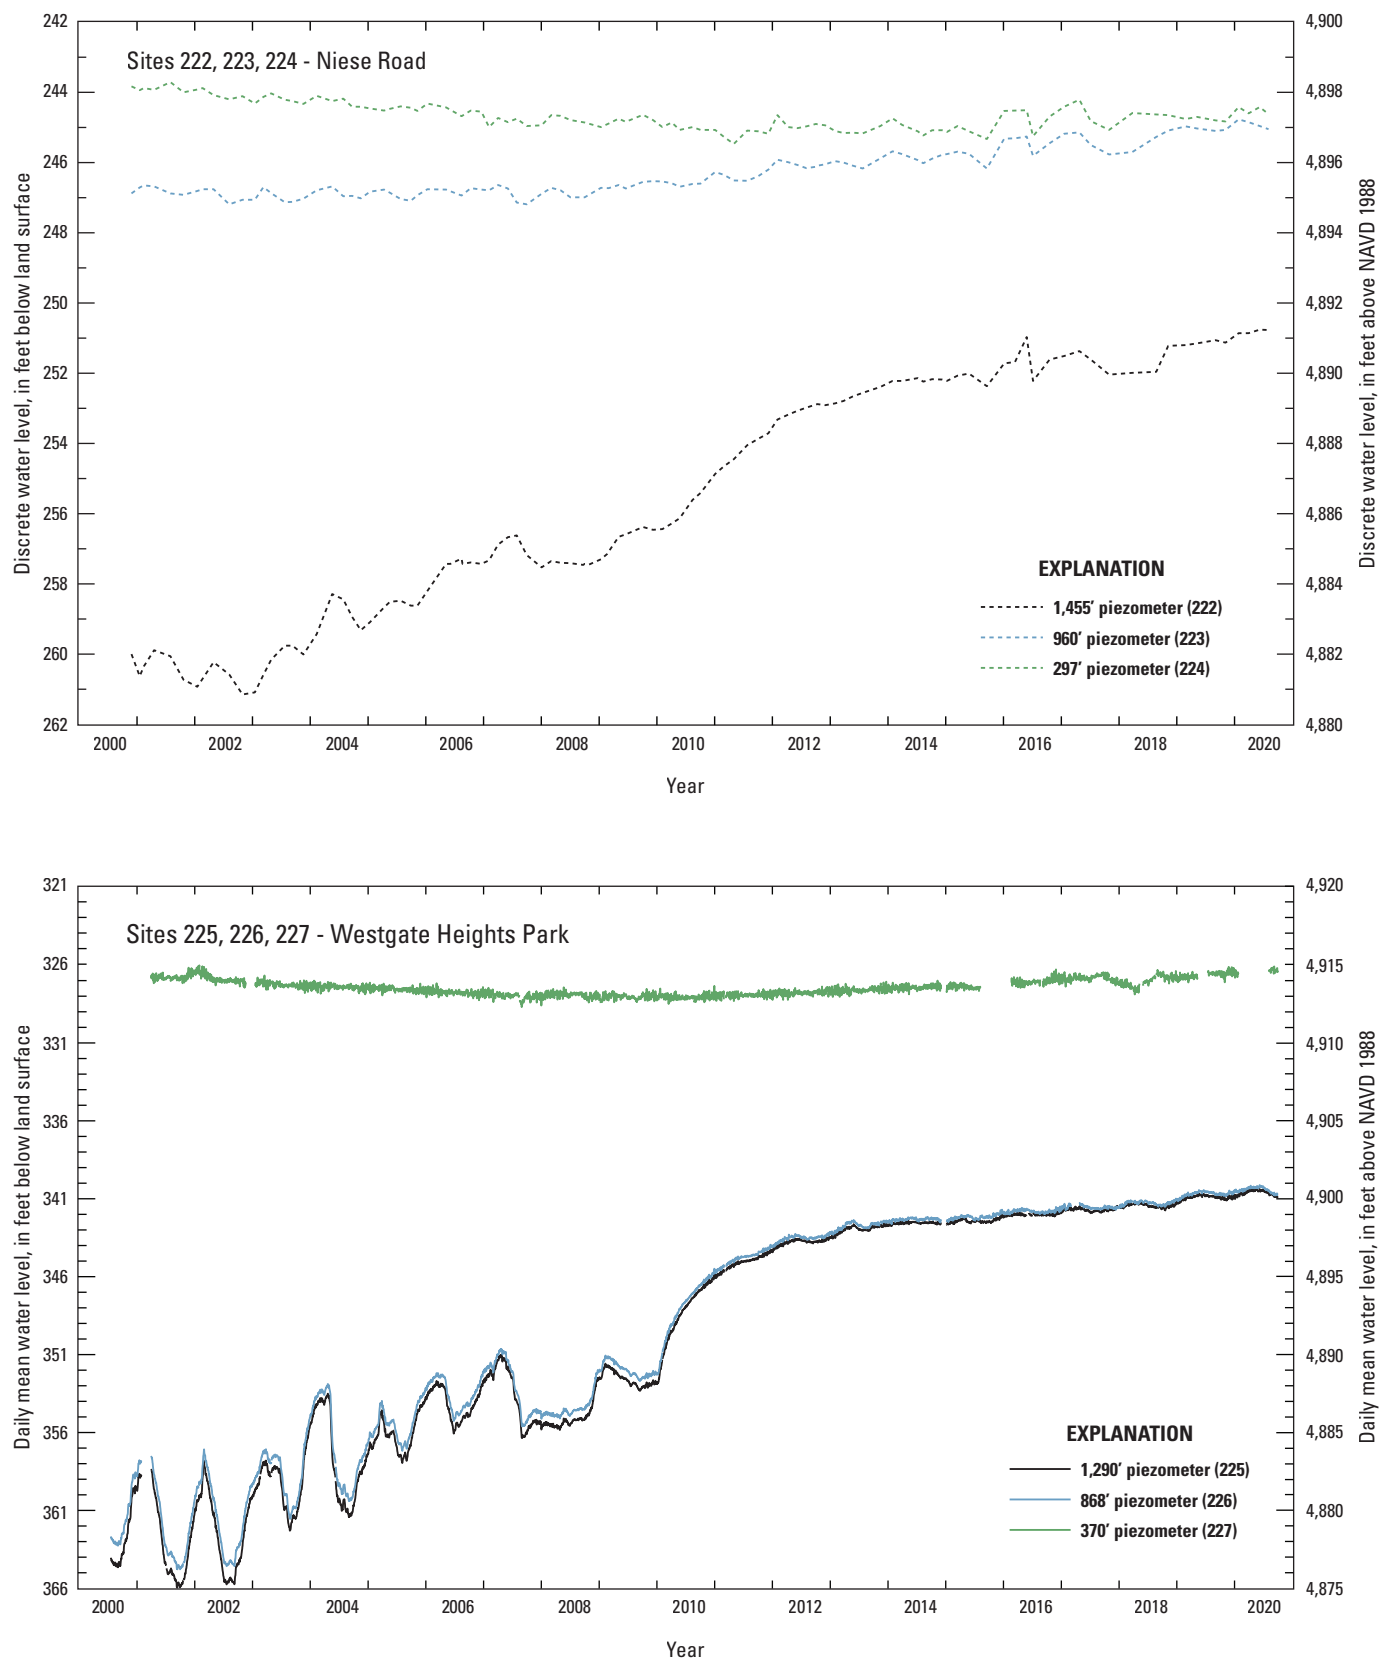 242
244
246
248
250
252
254
256
258
260
262
Discrete water level, in feet below land surface
Sites 222, 223, 224 - Niese Road
EXPLANATION
1,455’ piezometer (222)
960’ piezometer (223)
297’ piezometer (224)
4,900
4,898
4,896
4,894
4,892
4,890
4,888
4,886
4,884
4,882
4,880
Discrete water level, in feet above NAVD 1988
2000 2002 2004 2006 2008 2010 2012 2014 2016 2018 2020
Year
321
326
331
336
341
346
351
356
361
366
Daily mean water level, in feet below land surface
Sites 225, 226, 227 - Westgate Heights Park
EXPLANATION
1,290’ piezometer (225)
868’ piezometer (226)
370’ piezometer (227)
4,920
4,915
4,910
4,905
4,900
4,895
4,890
4,885
4,880
4,875
Daily mean water level, in feet above NAVD 1988
2000 2002 2004 2006 2008 2010 2012 2014 2016 2018 2020
Year